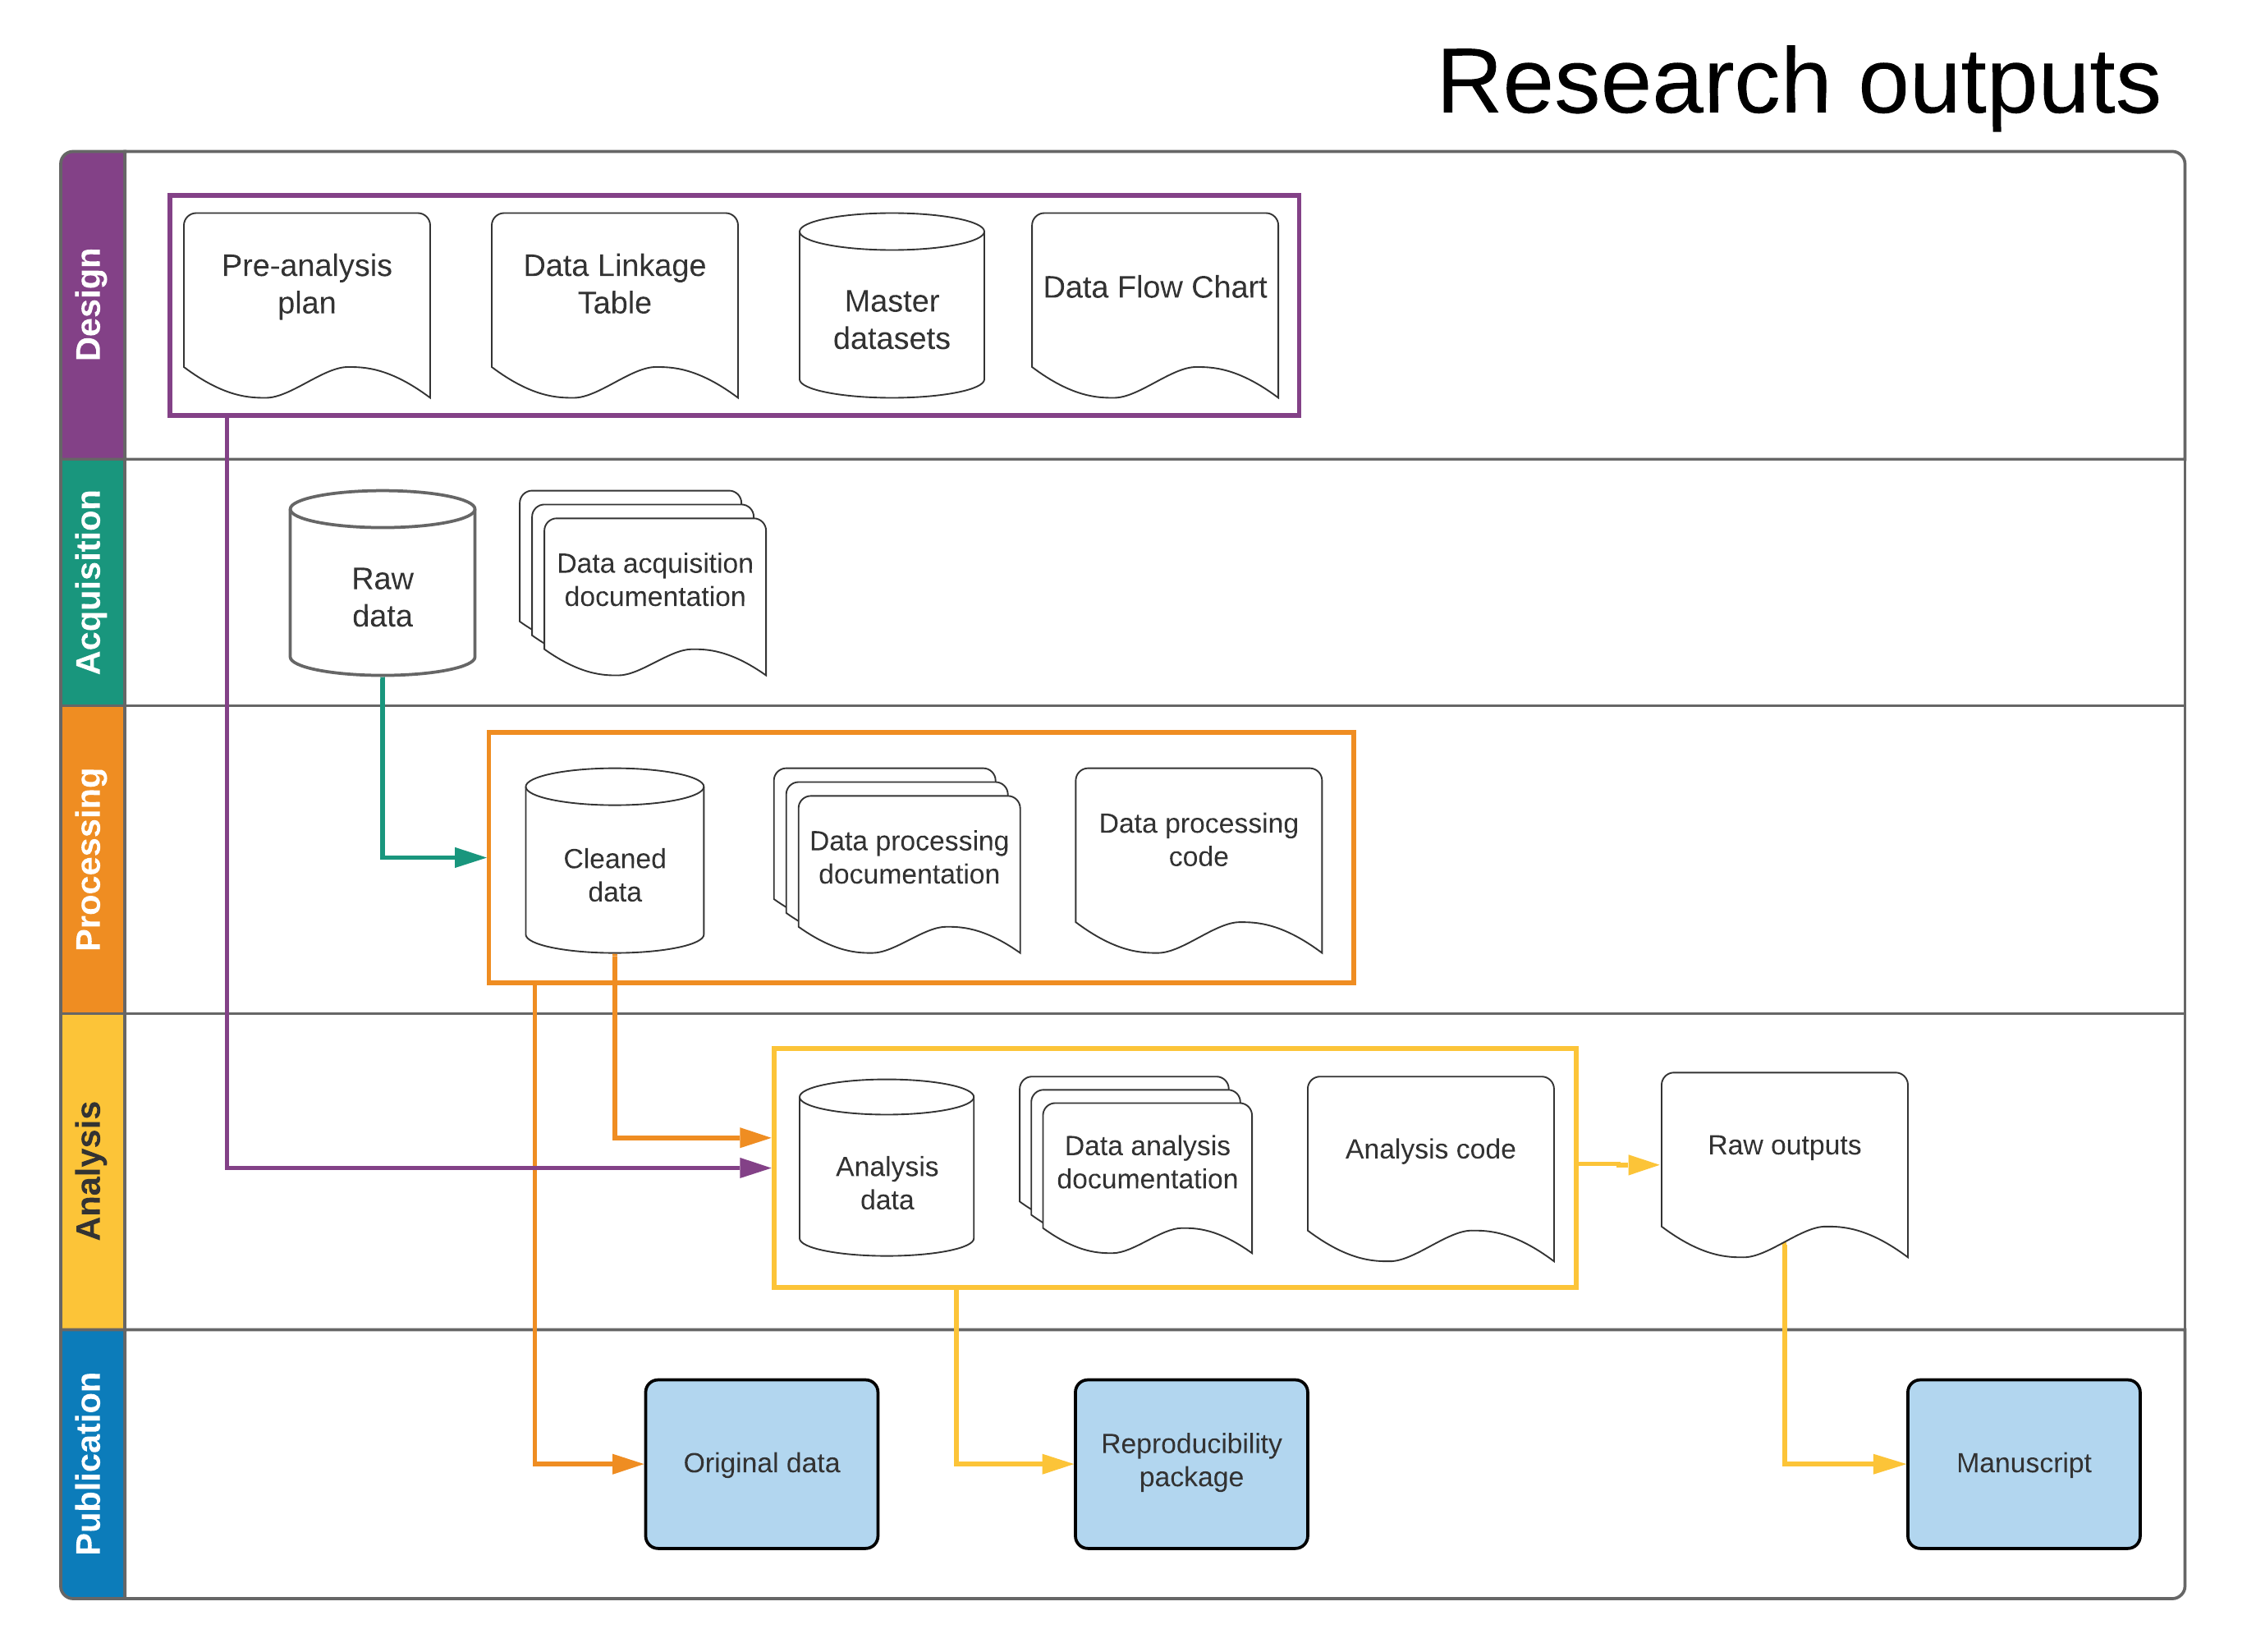 Research outputs
Design
Pre-analysis
plan
Data Linkage
Table
Master
datasets
Data Flow Chart
Acquisition
Raw
data
Data acquisition
documentation
Processing
Cleaned
data
Data processing
documentation
Data processing
code
Analysis
Analysis
data
Data analysis
documentation
Analysis code
Raw outputs
Publication
Original data
Reproducibility
package
Manuscript